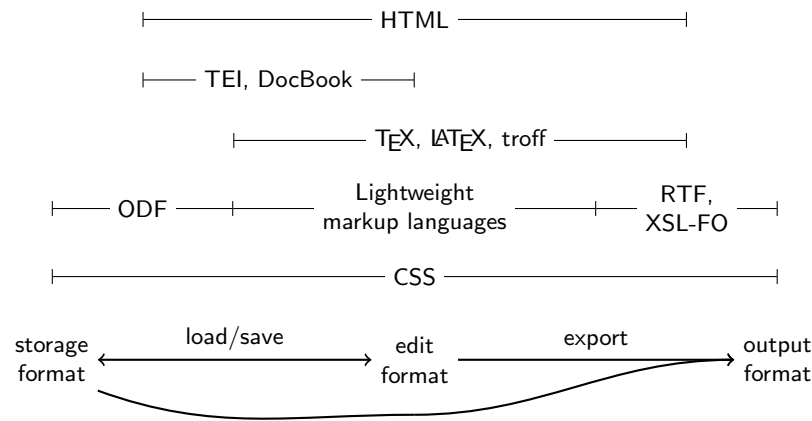 HTML
TEI, DocBook
TEX, LATEX, troff
ODF
Lightweight
markup languages
RTF,
XSL-FO
CSS
storage
format
load/save
edit
format
export
output
format